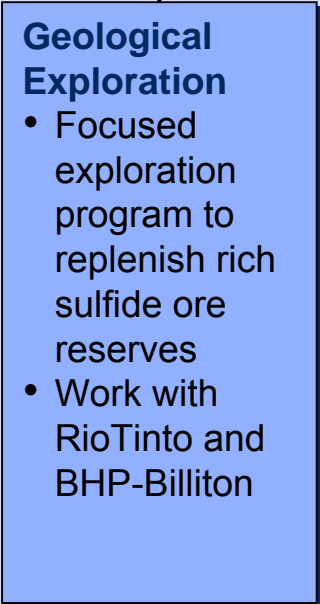 Geological
Exploration
• Focused
exploration
program to
replenish rich
sulfide ore
reserves
• Work with
RioTinto and
BHP-Billiton